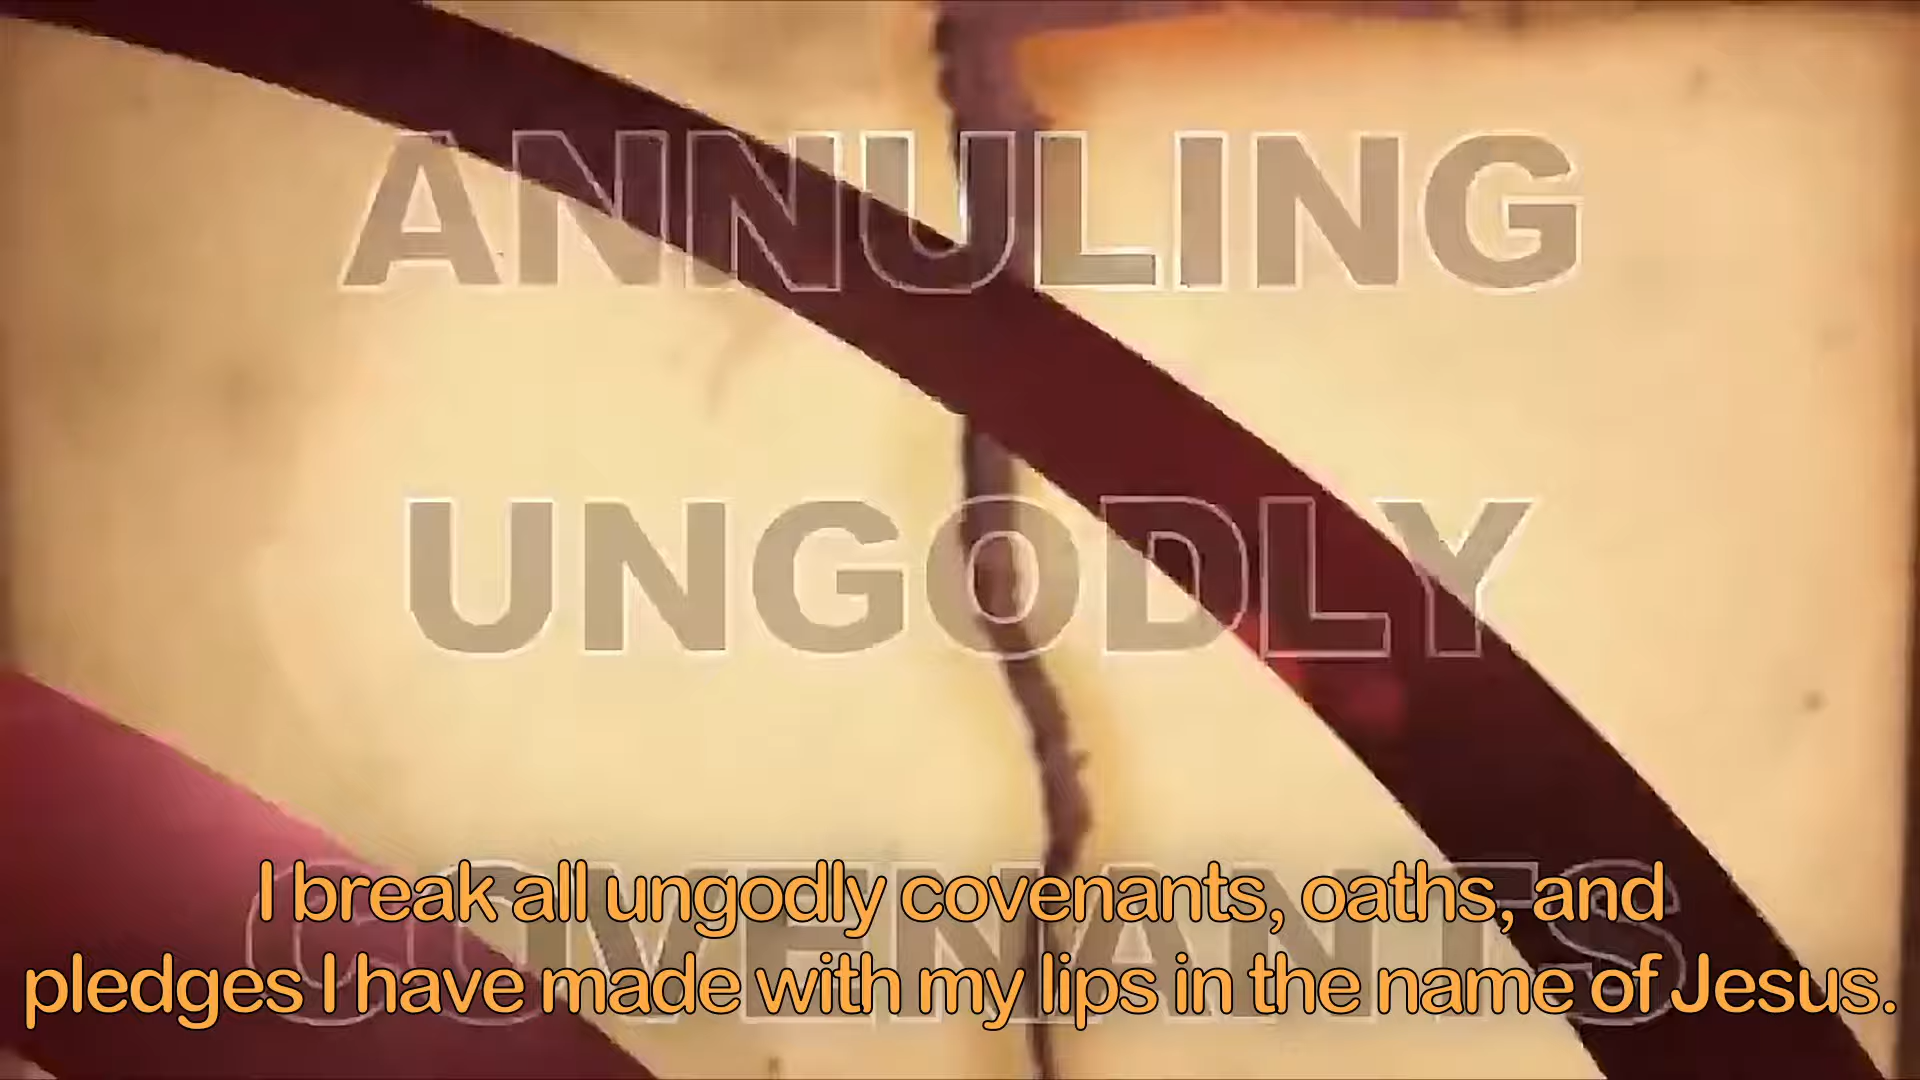 ANNULING
UNGODLY
COVENANTS
I break all ungodly covenants, oaths, and
pledges I have made with my lips in the name of Jesus.